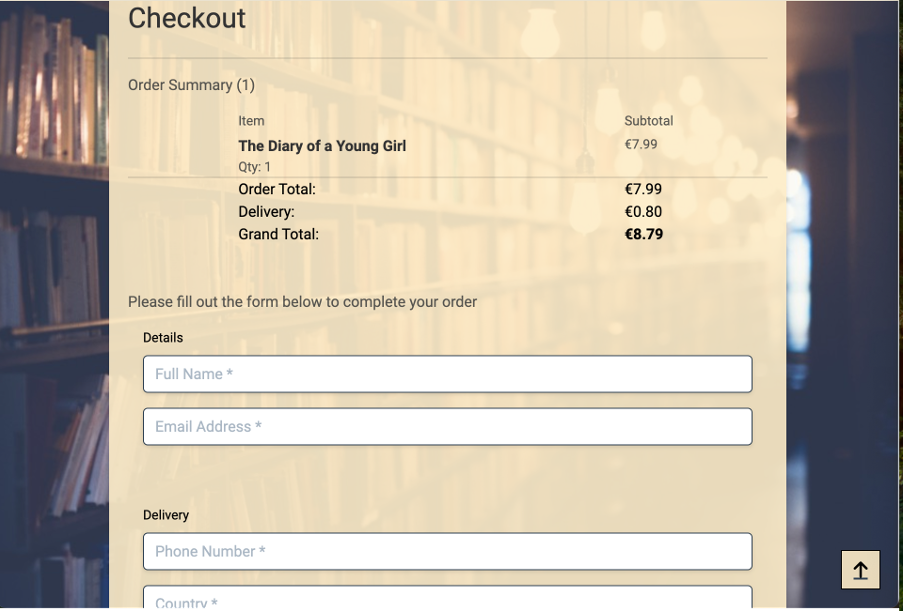 Checkout
Order Summary (1)
Item Subtotal
The Diary of a Young Girl €7.99
Qty: 1
Order Total: €7.99
Delivery: €0.80
Grand Total: €8.79
Please fill out the form below to complete your order
Details
Full Name *
Email Address *
Delivery
Phone Number *
Country *